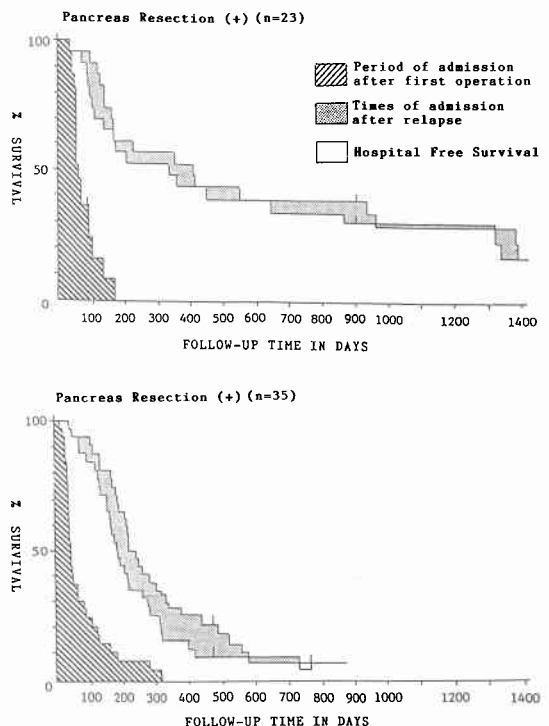 Pancreas Resection (+) (n=23)
100
50
0
% SURVIVAL
Period of admission
after first operation
Times of admission
after relapse
Hospital Free Survival
100 200 300 400 500 600 700 800 900 1000 1200 1400
FOLLOW-UP TIME IN DAYS
Pancreas Resection (+) (n=35)
100
50
0
% SURVIVAL
100 200 300 400 500 600 700 800 900 1000 1200 1400
FOLLOW-UP TIME IN DAYS